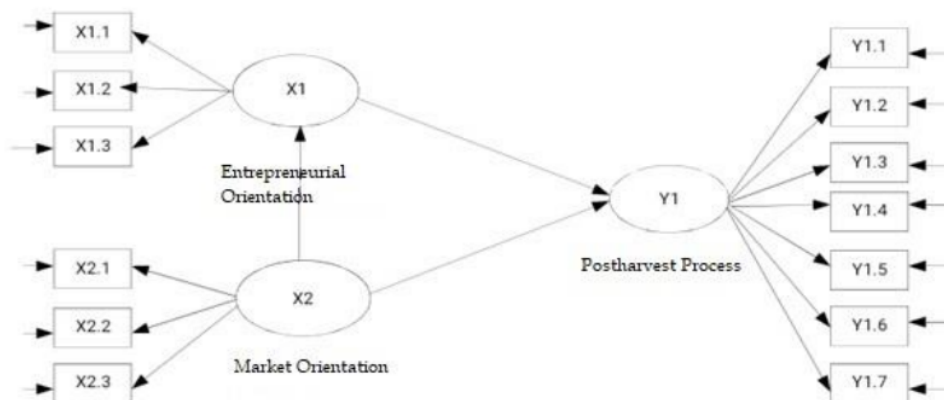 X1.1
X1.2
X1.3
X1
Entrepreneurial
Orientation
X2.1
X2.2
X2.3
X2
Market Orientation
Y1
Postharvest Process
Y1.1
Y1.2
Y1.3
Y1.4
Y1.5
Y1.6
Y1.7